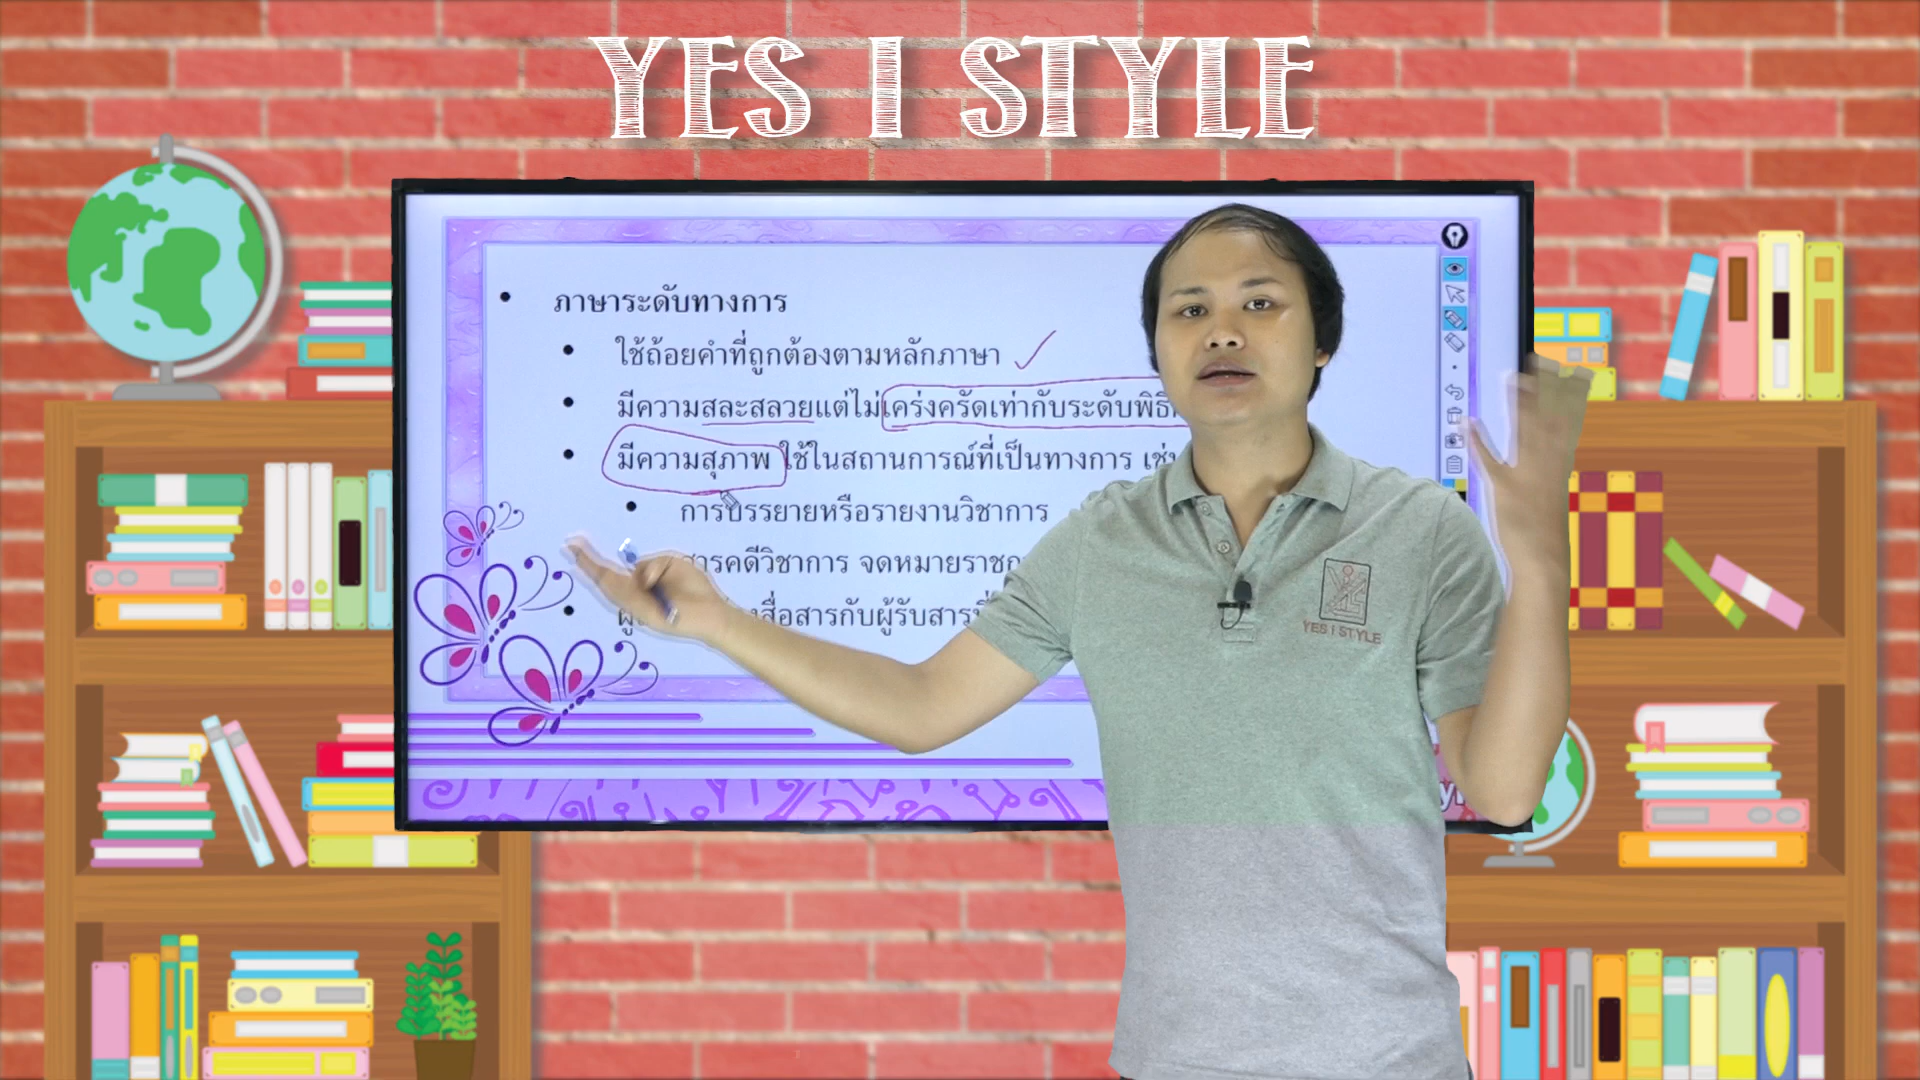 YES I STYLE
ภาษาระดับทางการ
ใช้ถ้อยคำที่ถูกต้องตามหลักภาษา
มีความสละสลวยแต่ไม่เคร่งครัดเท่ากับระดับพิธี
มีความสุภาพ ใช้ในสถานการณ์ที่เป็นทางการ เช่น
การบรรยายหรือรายงานวิชาการ
สารคดีวิชาการ จดหมายราชก
สื่อสารกับผู้รับสาร
YES I STYLE